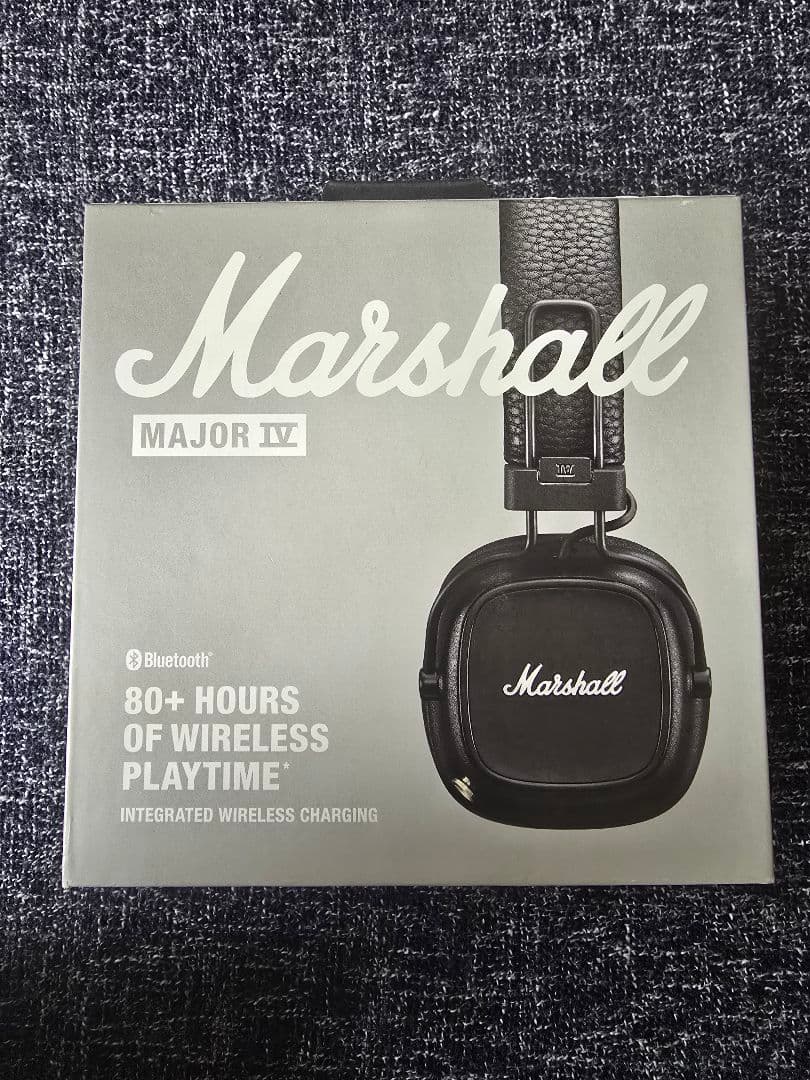 Marshall
MAJOR IV
Bluetooth®
80+ HOURS
OF WIRELESS
PLAYTIME*
INTEGRATED WIRELESS CHARGING
Marshall